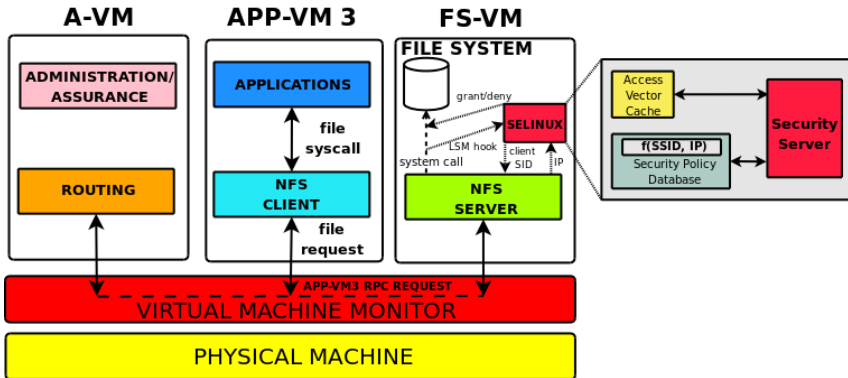 A-VM
APP-VM 3
FS-VM
ADMINISTRATION/
ASSURANCE
ROUTING
APPLICATIONS
file
syscall
NFS
CLIENT
file
request
FILE SYSTEM
grant/deny
SELINUX
LSM hook
system call
client
SID
IP
NFS
SERVER
Access
Vector
Cache
Security
Server
f(SSID, IP)
Security Policy
Database
APP-VM3 RPC REQUEST
VIRTUAL MACHINE MONITOR
PHYSICAL MACHINE